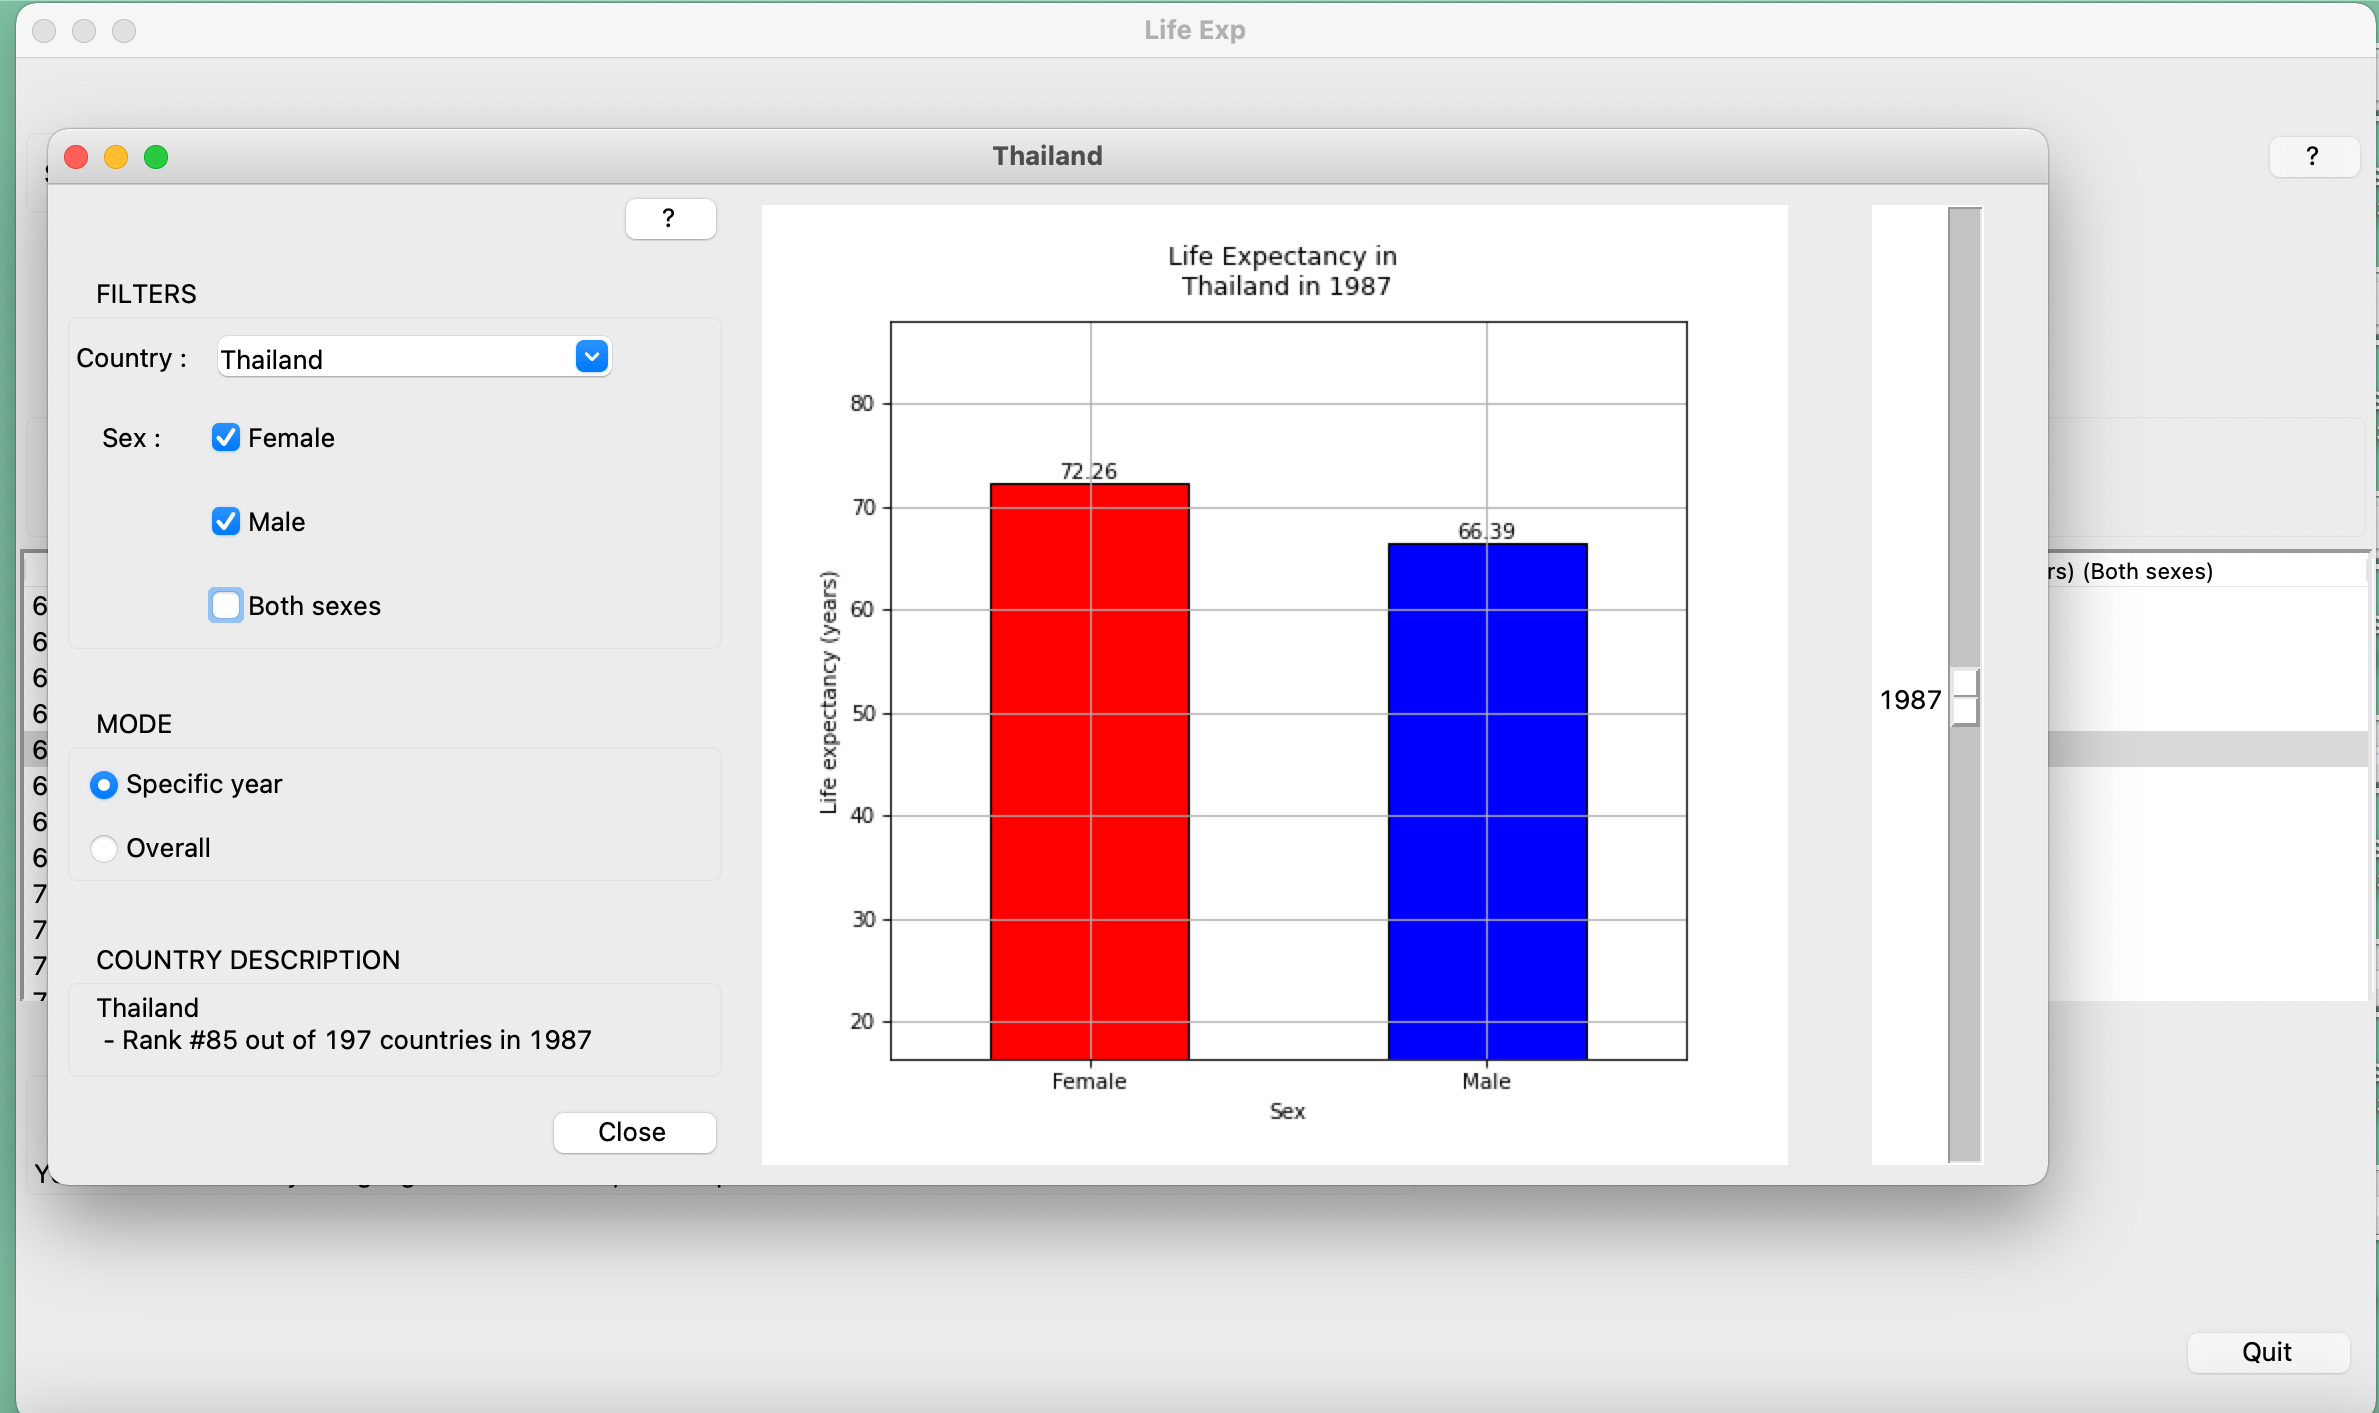 Life Exp
?
Thailand
?
FILTERS
Country :
Thailand
Sex :
Female
Male
Both sexes
MODE
Specific year
Overall
COUNTRY DESCRIPTION
Thailand
- Rank #85 out of 197 countries in 1987
Close
Life Expectancy in
Thailand in 1987
Life expectancy (years)
80
70
60
50
40
30
20
72.26
66.39
Female
Male
Sex
1987
(Both sexes)
6
6
6
6
6
6
6
6
7
7
7
Quit